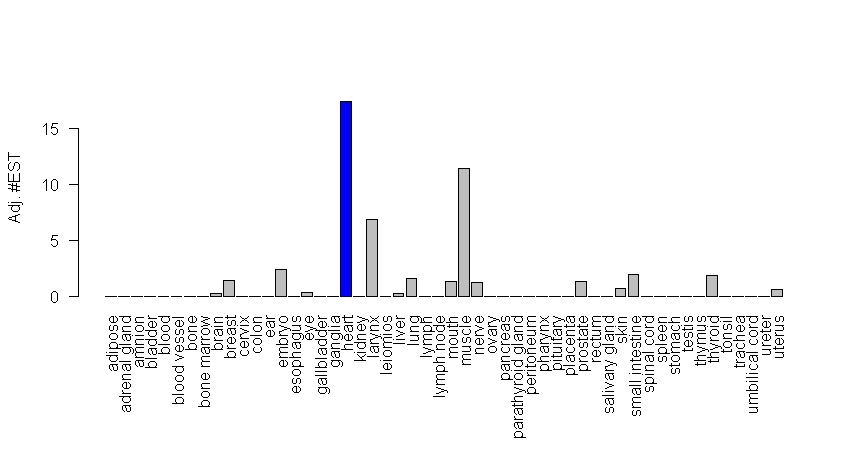 Adj. #EST
15
10
5
0
adipose
adrenal gland
amnion
bladder
blood
blood vessel
bone
bone marrow
brain
breast
cervix
colon
ear
embryo
esophagus
eye
gallbladder
ganglia
heart
kidney
larynx
leiomios
liver
lung
lymph
lymph node
mouth
muscle
nerve
ovary
pancreas
parathyroid gland
peritoneum
pharynx
pituitary
placenta
prostate
rectum
salivary gland
skin
small intestine
spinal cord
spleen
stomach
testis
thymus
thyroid
tonsil
trachea
umbilical cord
ureter
uterus